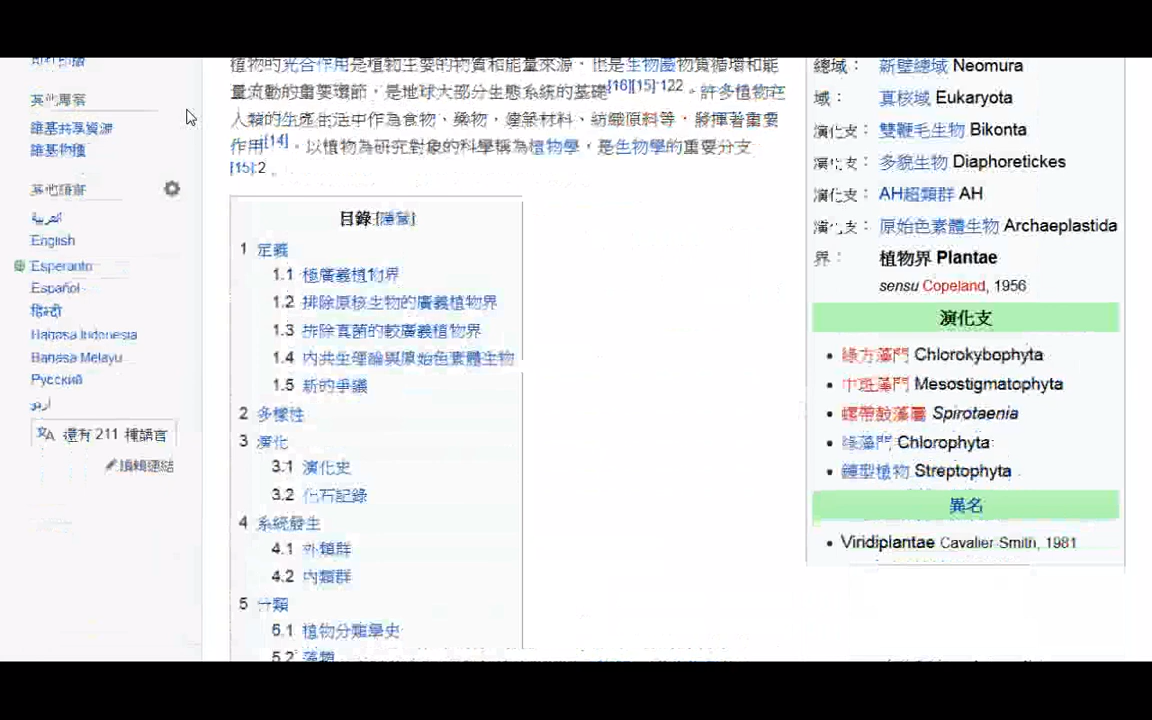 其他專案
維基共享資源
維基物種
其他語言
العربية
English
Esperanto
Español
हिन्दी
Bahasa Indonesia
Bahasa Melayu
Русский
اردو
還有 211 種語言
編輯連結
植物的光合作用是植物主要的物質和能量來源，也是生物圈物質循環和能
量流動的重要環節，是地球大部分生態系統的基礎[16][15]:122。許多植物在
人類的生產生活中作為食物、藥物，建築材料、紡織原料等，發揮著重要
作用[14]。以植物為研究對象的科學稱為植物學，是生物學的重要分支
[15]:2。
目錄 [隱藏]
1 定義
1.1 極廣義植物界
1.2 排除原核生物的廣義植物界
1.3 排除真菌的較廣義植物界
1.4 內共生理論與原始色素體生物
1.5 新的爭議
2 多樣性
3 演化
3.1 演化史
3.2 化石記錄
4 系統發生
4.1 外類群
4.2 內類群
5 分類
5.1 植物分類學史
5.2 藻類
總域： 新壁總域 Neomura
域： 真核域 Eukaryota
演化支： 雙鞭毛生物 Bikonta
演化支： 多貌生物 Diaphoretickes
演化支： AH超類群 AH
演化支： 原始色素體生物 Archaeplastida
界： 植物界 Plantae
sensu Copeland, 1956
演化支
綠方藻門 Chlorokybophyta
中斑藻門 Mesostigmatophyta
螺帶鼓藻屬 Spirotaenia
綠藻門 Chlorophyta
鏈型植物 Streptophyta
異名
Viridiplantae Cavalier-Smith, 1981